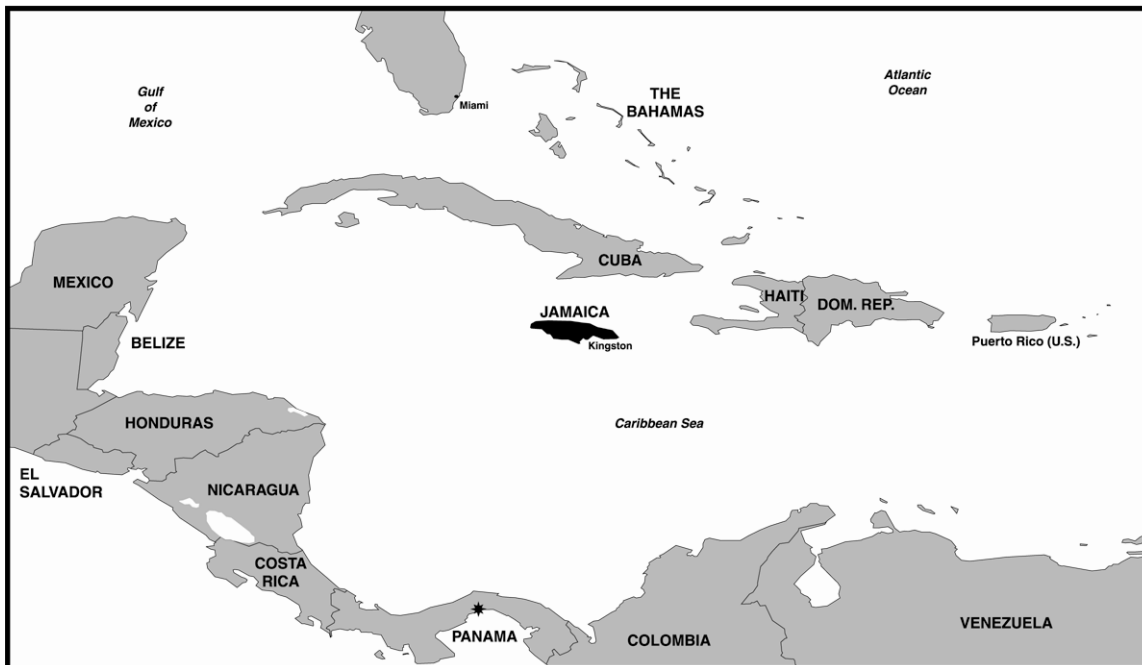 Gulf
of
Mexico
Miami
THE
BAHAMAS
Atlantic
Ocean
MEXICO
CUBA
HAITI
DOM. REP.
JAMAICA
Kingston
BELIZE
Puerto Rico (U.S.)
HONDURAS
Caribbean Sea
EL
SALVADOR
NICARAGUA
COSTA
RICA
PANAMA
COLOMBIA
VENEZUELA